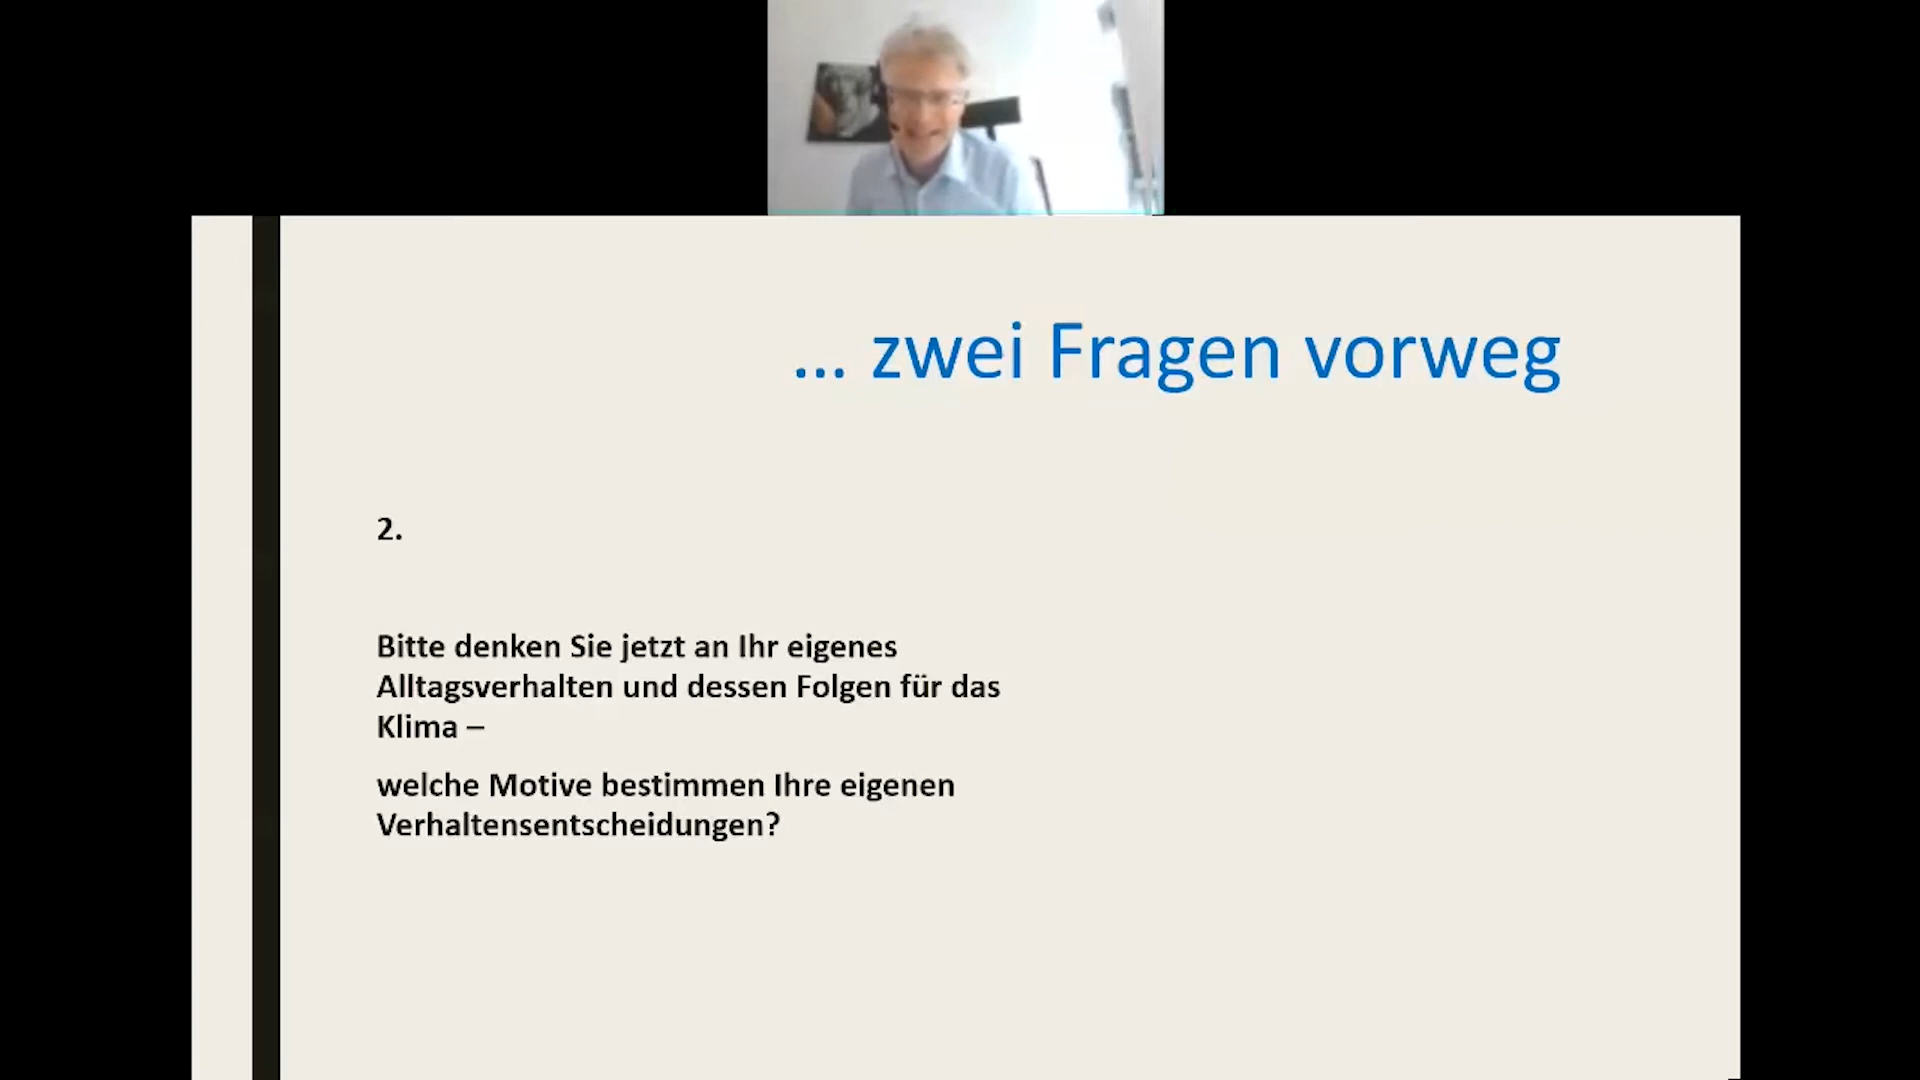 ... zwei Fragen vorweg
2.
Bitte denken Sie jetzt an Ihr eigenes
Alltagsverhalten und dessen Folgen für das
Klima –
welche Motive bestimmen Ihre eigenen
Verhaltensentscheidungen?